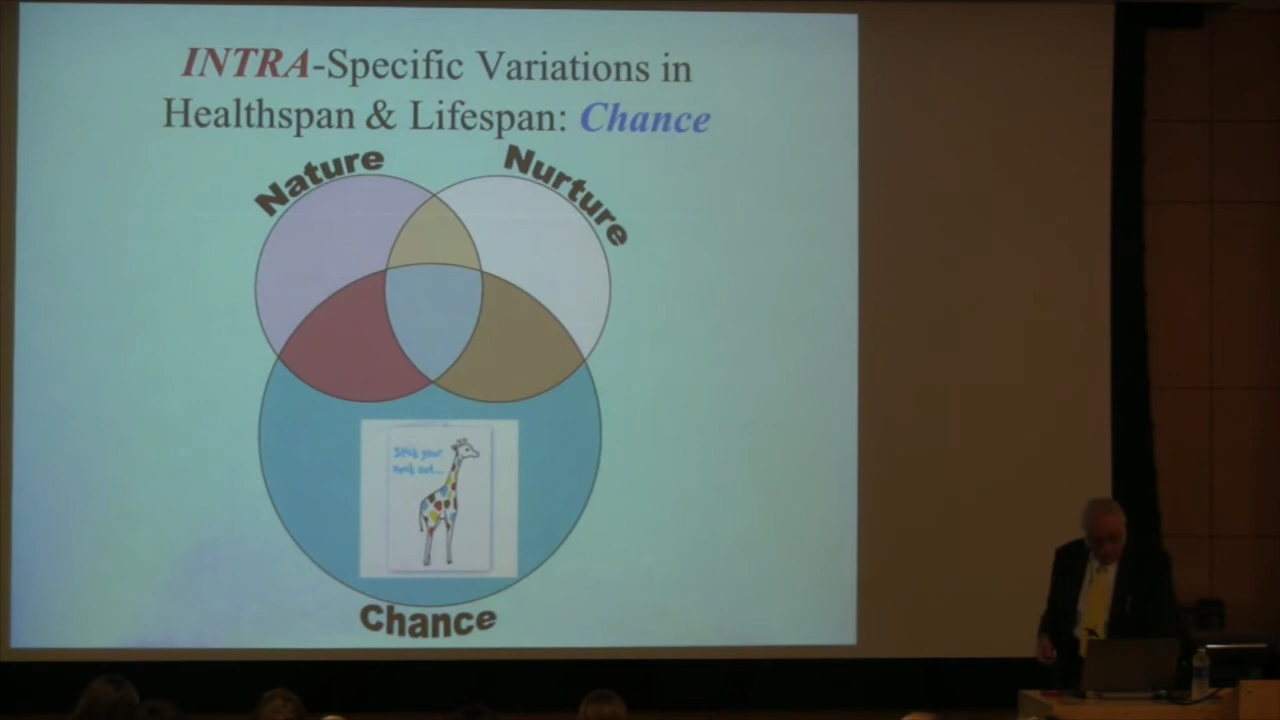 INTRA-Specific Variations in
Healthspan & Lifespan: Chance
Nature
Nurture
Stick your
neck out...
Chance